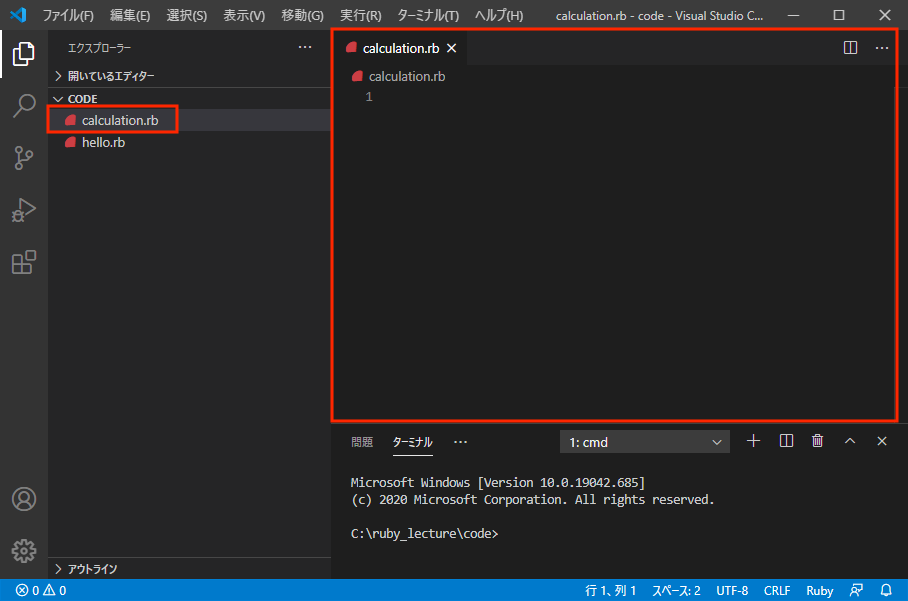 ファイル(F) 編集(E) 選択(S) 表示(V) 移動(G) 実行(R) ターミナル(T) ヘルプ(H) calculation.rb - code - Visual Studio C...
エクスプローラー
開いているエディター
CODE
calculation.rb
hello.rb
アウトライン
calculation.rb
calculation.rb
1
問題 ターミナル 1: cmd
Microsoft Windows [Version 10.0.19042.685]
(c) 2020 Microsoft Corporation. All rights reserved.
C:\ruby_lecture\code>
0 0 行 1、列 1 スペース: 2 UTF-8 CRLF Ruby